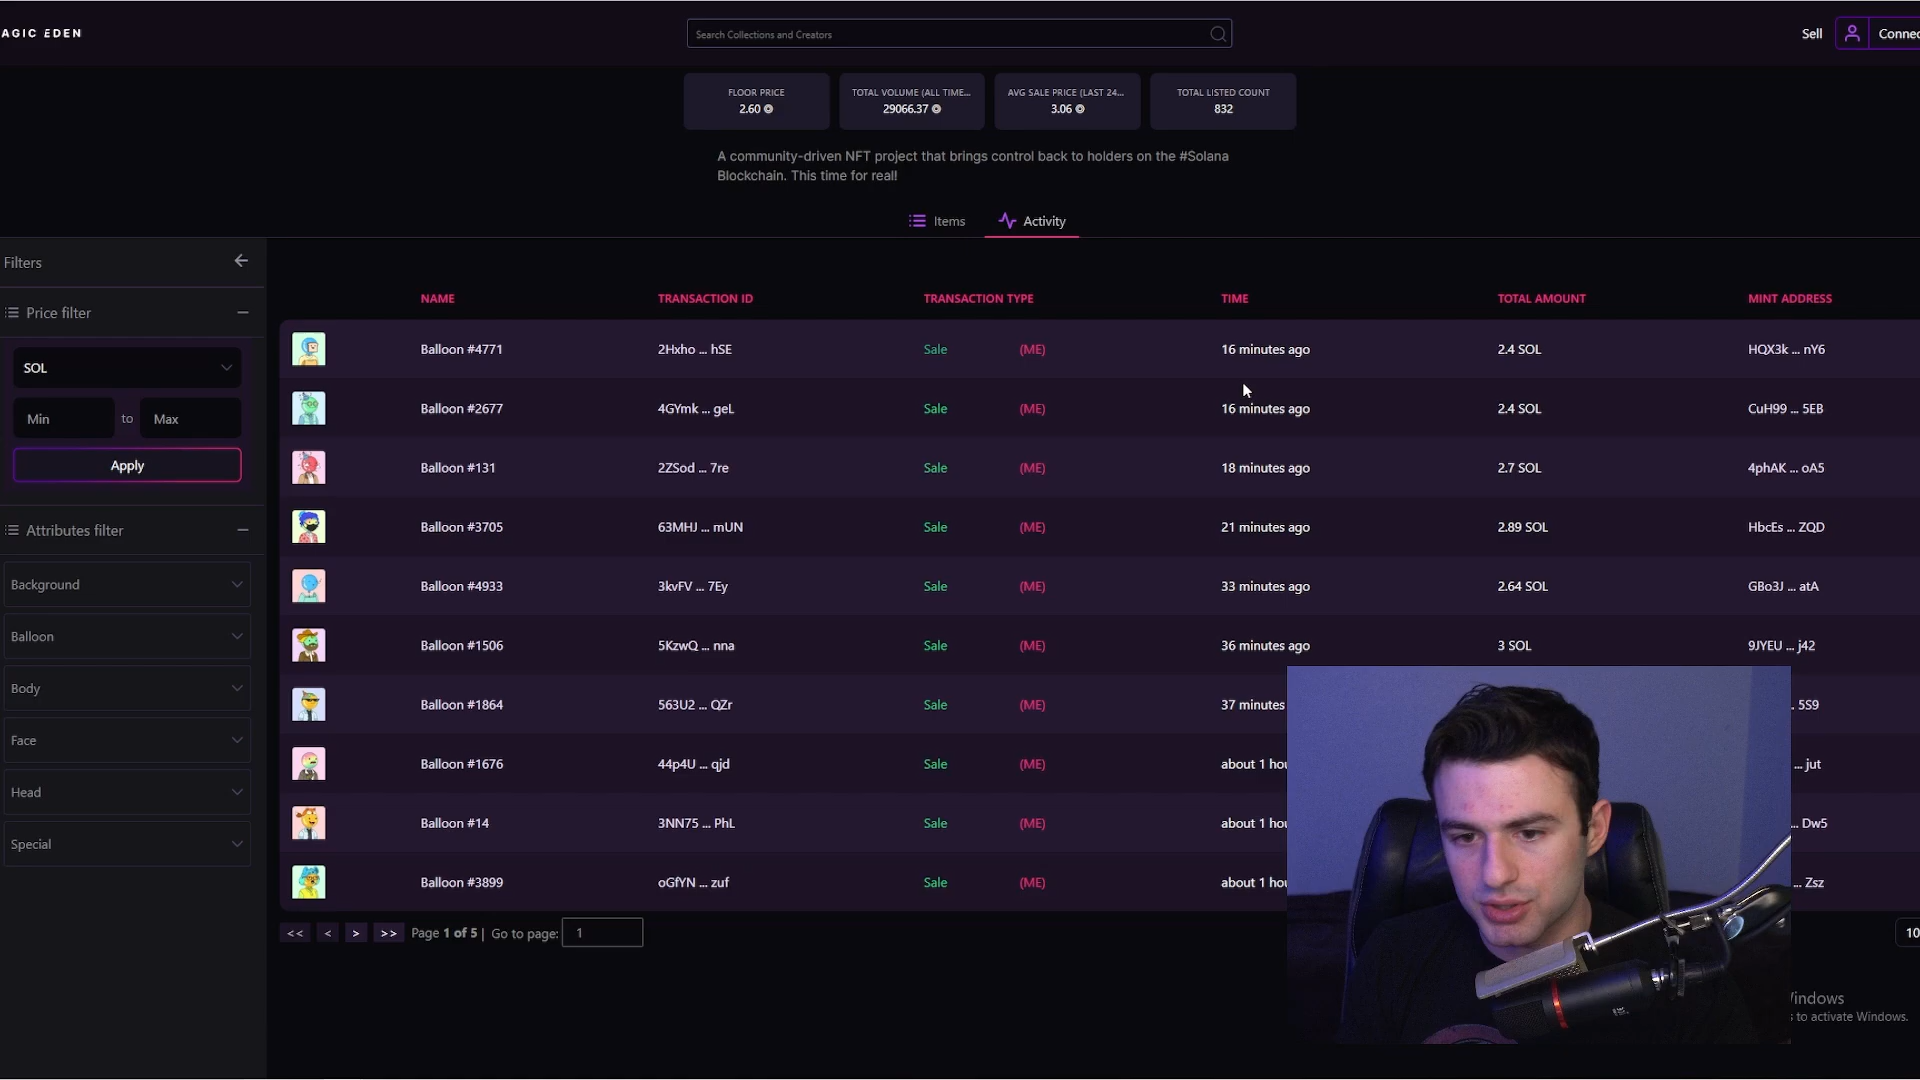 AGIC EDEN
Search Collections and Creators
Sell
Connec
FLOOR PRICE
2.60
TOTAL VOLUME (ALL TIME...
29066.37
AVG SALE PRICE (LAST 24...
3.06
TOTAL LISTED COUNT
832
A community-driven NFT project that brings control back to holders on the #Solana
Blockchain. This time for real!
Items
Activity
Filters
Price filter
SOL
Min to Max
Apply
Attributes filter
Background
Balloon
Body
Face
Head
Special
NAME TRANSACTION ID TRANSACTION TYPE TIME TOTAL AMOUNT MINT ADDRESS
Balloon #4771 2Hxho ... hSE Sale (ME) 16 minutes ago 2.4 SOL HQX3k ... nY6
Balloon #2677 4GYmk ... geL Sale (ME) 16 minutes ago 2.4 SOL CuH99 ... 5EB
Balloon #131 2ZSod ... 7re Sale (ME) 18 minutes ago 2.7 SOL 4phAK ... oA5
Balloon #3705 63MHJ ... mUN Sale (ME) 21 minutes ago 2.89 SOL HbcEs ... ZQD
Balloon #4933 3kvFV ... 7Ey Sale (ME) 33 minutes ago 2.64 SOL GBo3J ... atA
Balloon #1506 5KzwQ ... nna Sale (ME) 36 minutes ago 3 SOL 9JYEU ... j42
Balloon #1864 563U2 ... QZr Sale (ME) 37 minutes . 5S9
Balloon #1676 44p4U ... qjd Sale (ME) about 1 hou ... jut
Balloon #14 3NN75 ... PhL Sale (ME) about 1 hou ... Dw5
Balloon #3899 oGfYN ... zuf Sale (ME) about 1 hou ... Zsz
<< < > >> Page 1 of 5 | Go to page: 1
10
Windows
s to activate Windows.